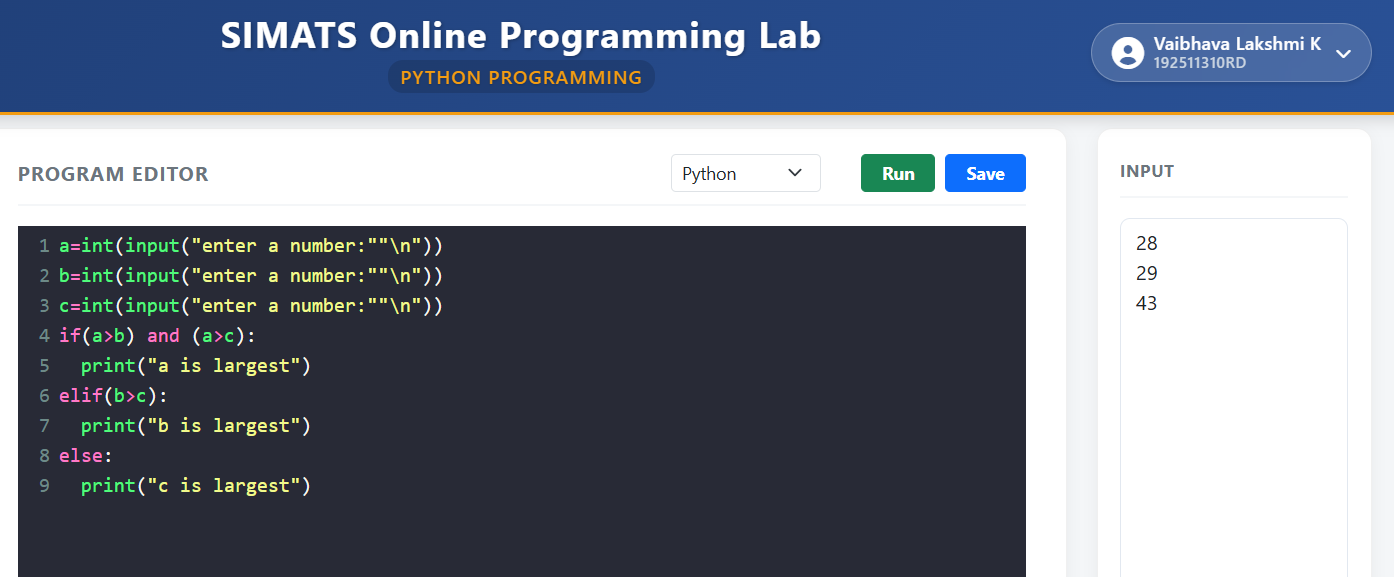 SIMATS Online Programming Lab
PYTHON PROGRAMMING
Vaibhava Lakshmi K
192511310RD
PROGRAM EDITOR
Python
Run
Save
1 a=int(input("enter a number:""\n"))
2 b=int(input("enter a number:""\n"))
3 c=int(input("enter a number:""\n"))
4 if(a>b) and (a>c):
5   print("a is largest")
6 elif(b>c):
7   print("b is largest")
8 else:
9   print("c is largest")
INPUT
28
29
43